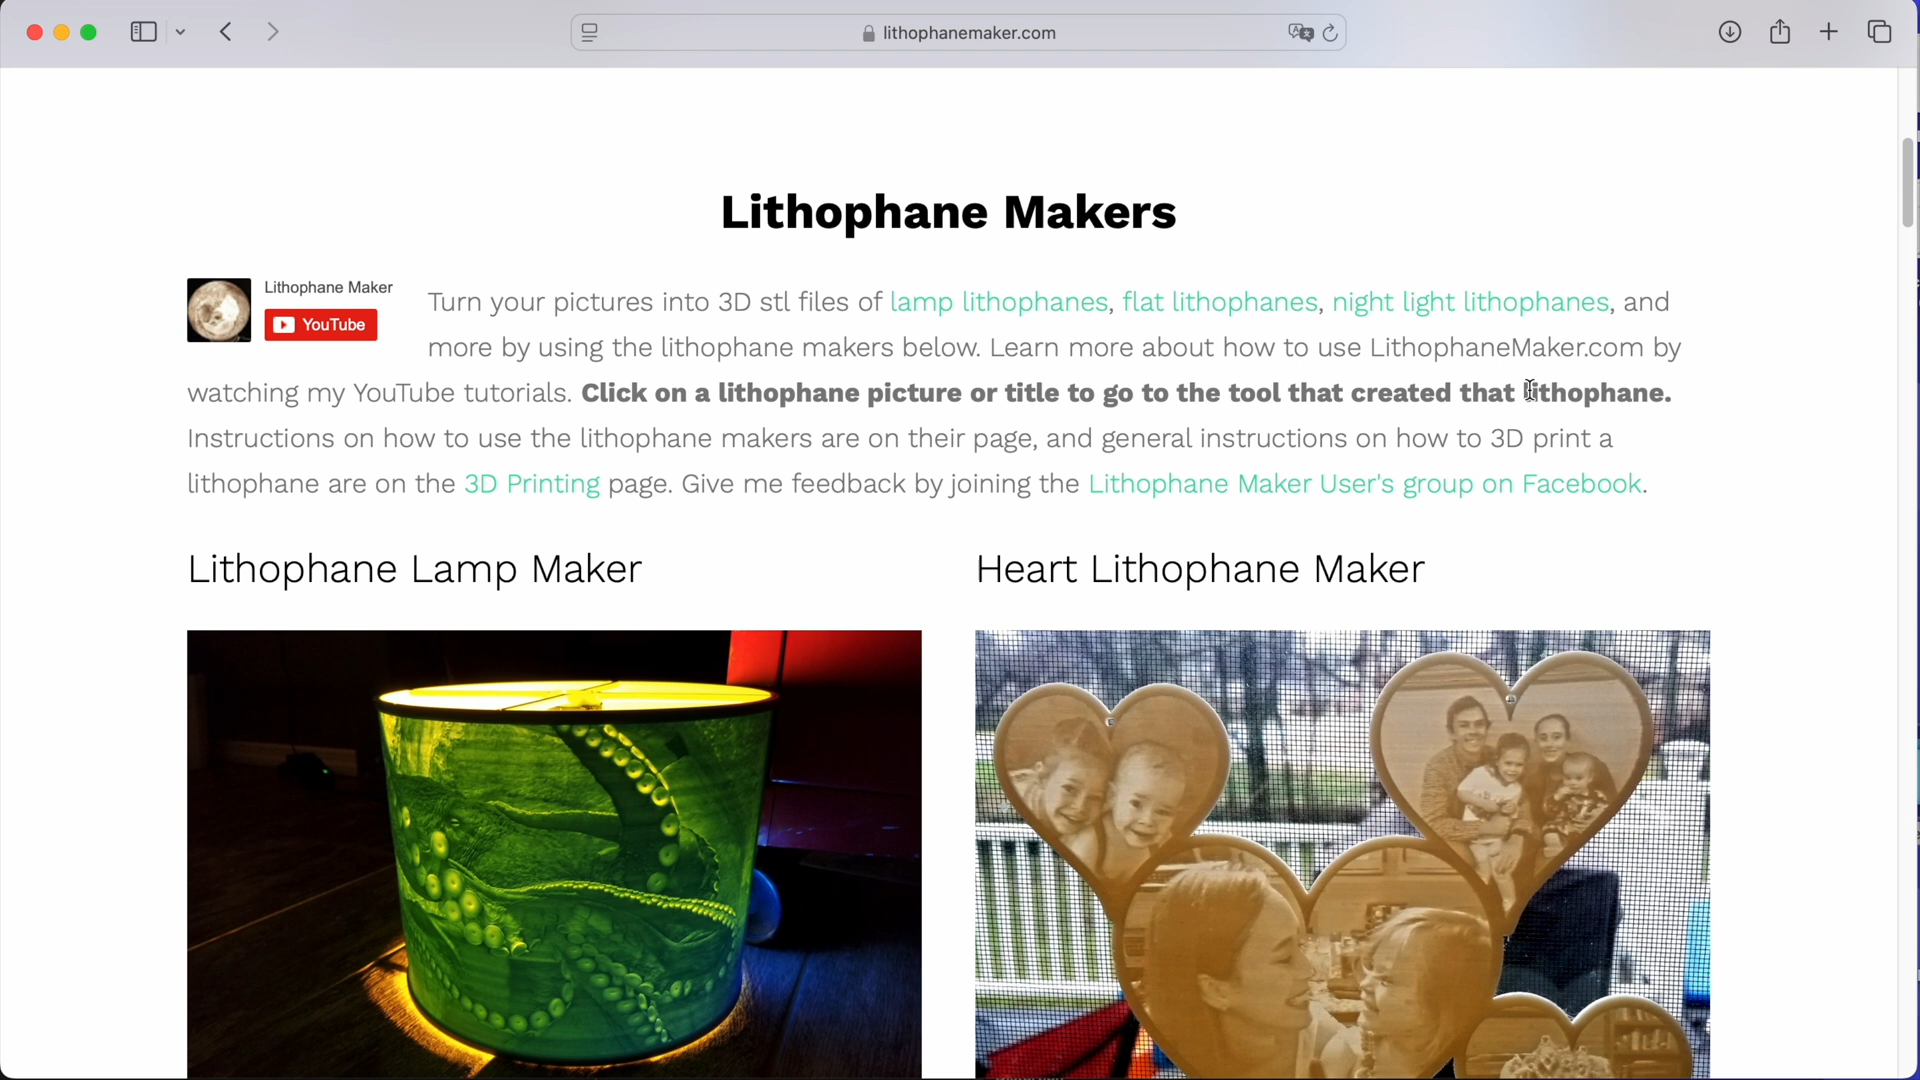 lithophanemaker.com
Lithophane Makers
Lithophane Maker
YouTube
Turn your pictures into 3D stl files of lamp lithophanes, flat lithophanes, night light lithophanes, and
more by using the lithophane makers below. Learn more about how to use LithophaneMaker.com by
watching my YouTube tutorials. Click on a lithophane picture or title to go to the tool that created that lithophane.
Instructions on how to use the lithophane makers are on their page, and general instructions on how to 3D print a
lithophane are on the 3D Printing page. Give me feedback by joining the Lithophane Maker User's group on Facebook.
Lithophane Lamp Maker
Heart Lithophane Maker